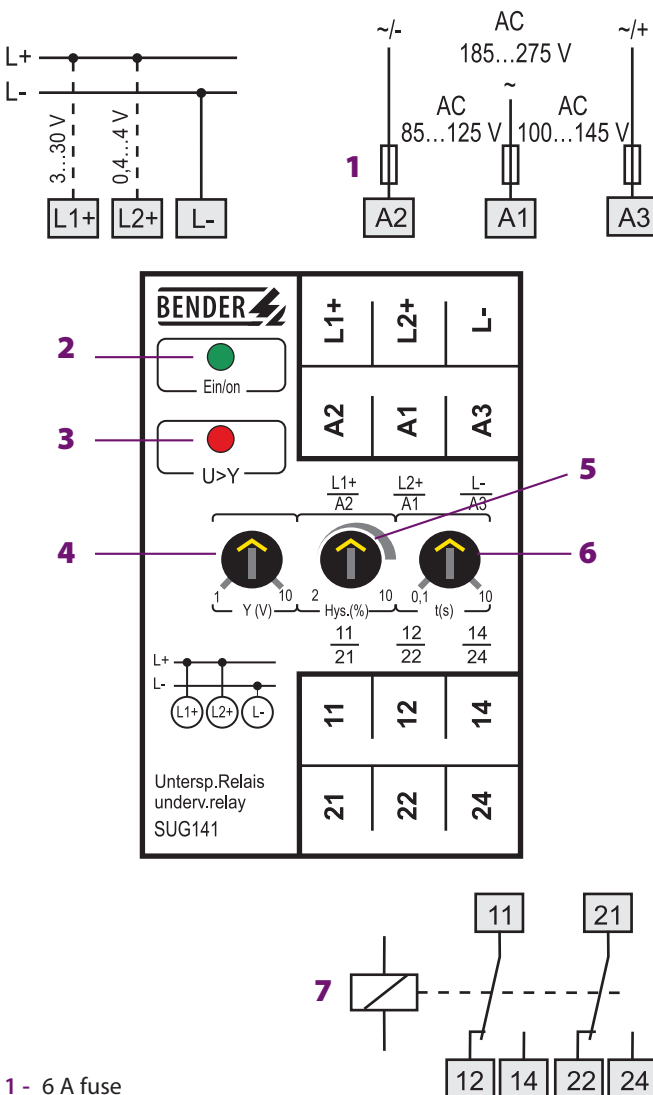 L+
L-
3...30 V
0,4...4 V
L1+ L2+ L-
~/- AC ~/+
185...275 V
~
AC AC
85...125 V 100...145 V
1
A2 A1 A3
BENDER
L1+ L2+ L-
2
Ein/on
A2 A1 A3
3
U>Y
5
L1+ L2+ L-
A2 A1 A3
4
6
1 10 2 10 0,1 10
Y (V) Hys.(%) t(s)
11 12 14
21 22 24
L+
L-
L1+ L2+ L-
11 12 14
Untersp.Relais
underv.relay
SUG141
21 22 24
11 21
7
12 14 22 24
1 - 6 A fuse